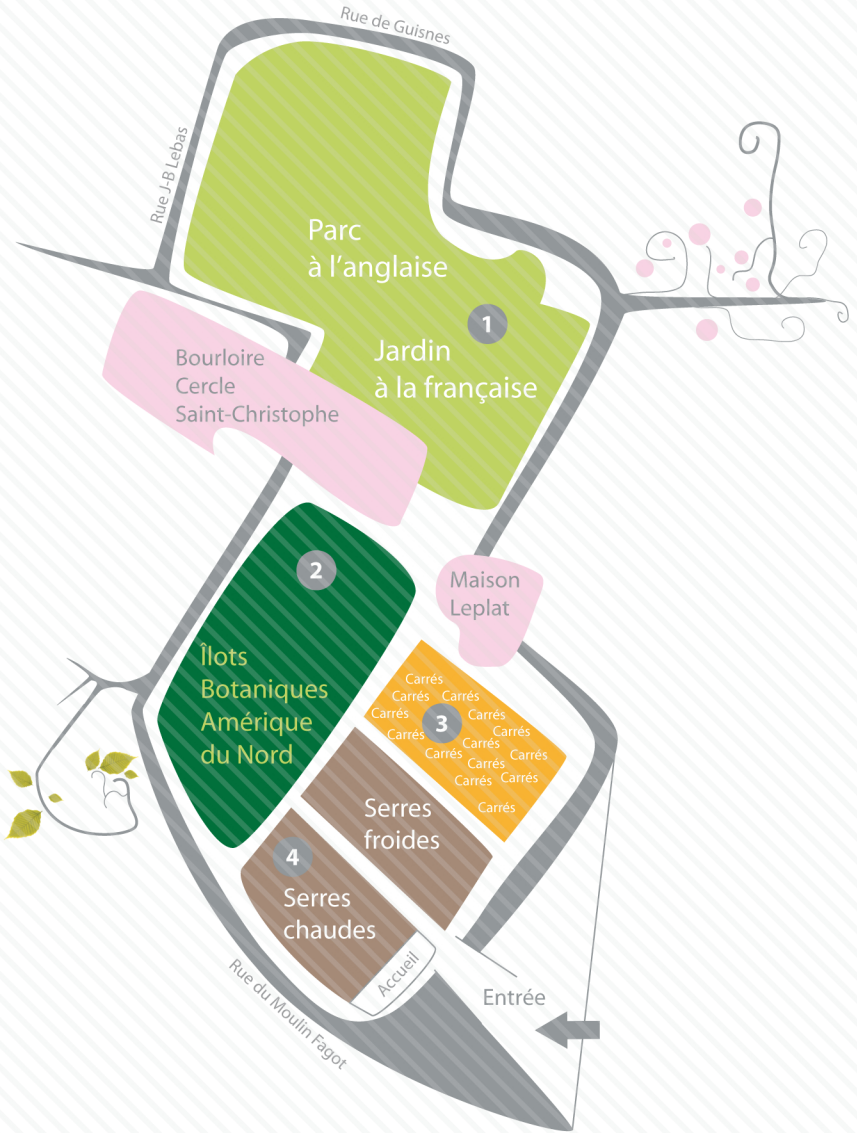 Rue de Guisnes
Rue J-B Lebas
Parc
à l'anglaise
1
Jardin
à la française
Bourloire
Cercle
Saint-Christophe
2
Maison
Leplat
Îlots
Botaniques
Amérique
du Nord
Carrés
Carrés Carrés
Carrés
3
Carrés
Carrés
Carrés
Carrés
Carrés
Carrés
Carrés
Carrés
Carrés
Carrés
Serres
froides
4
Serres
chaudes
Accueil
Entrée
Rue du Moulin Fagot